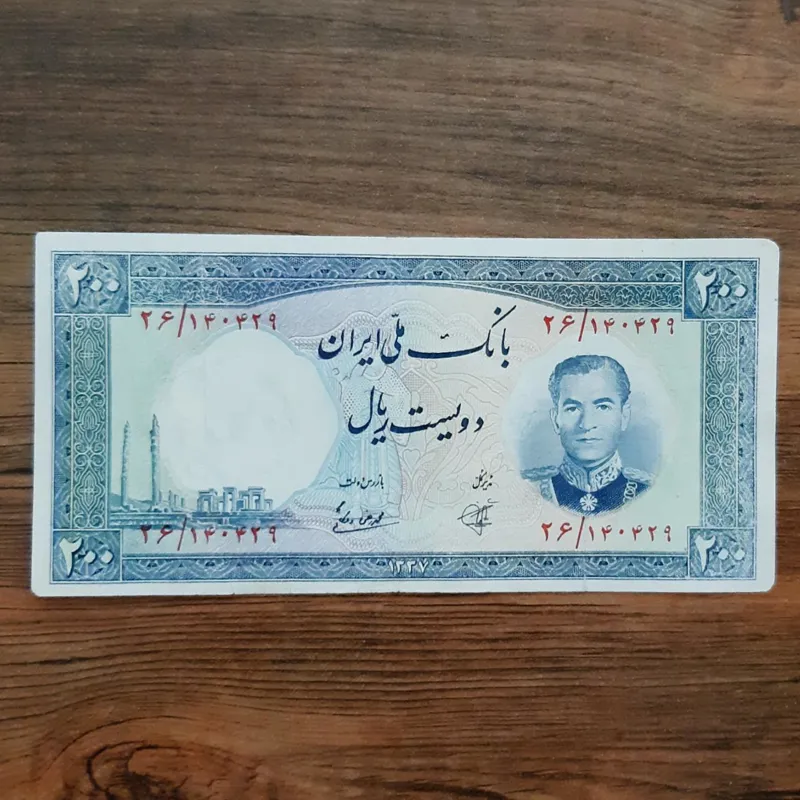 ۲۰۰ ۲۰۰
۲۶/۱۴۰۴۲۹ ۲۶/۱۴۰۴۲۹
بانک ملّی ایران
دویست ریال
مدیرکل بازرس دولت
۲۶/۱۴۰۴۲۹ ۲۶/۱۴۰۴۲۹
۲۰۰ ۲۰۰
۱۳۳۷